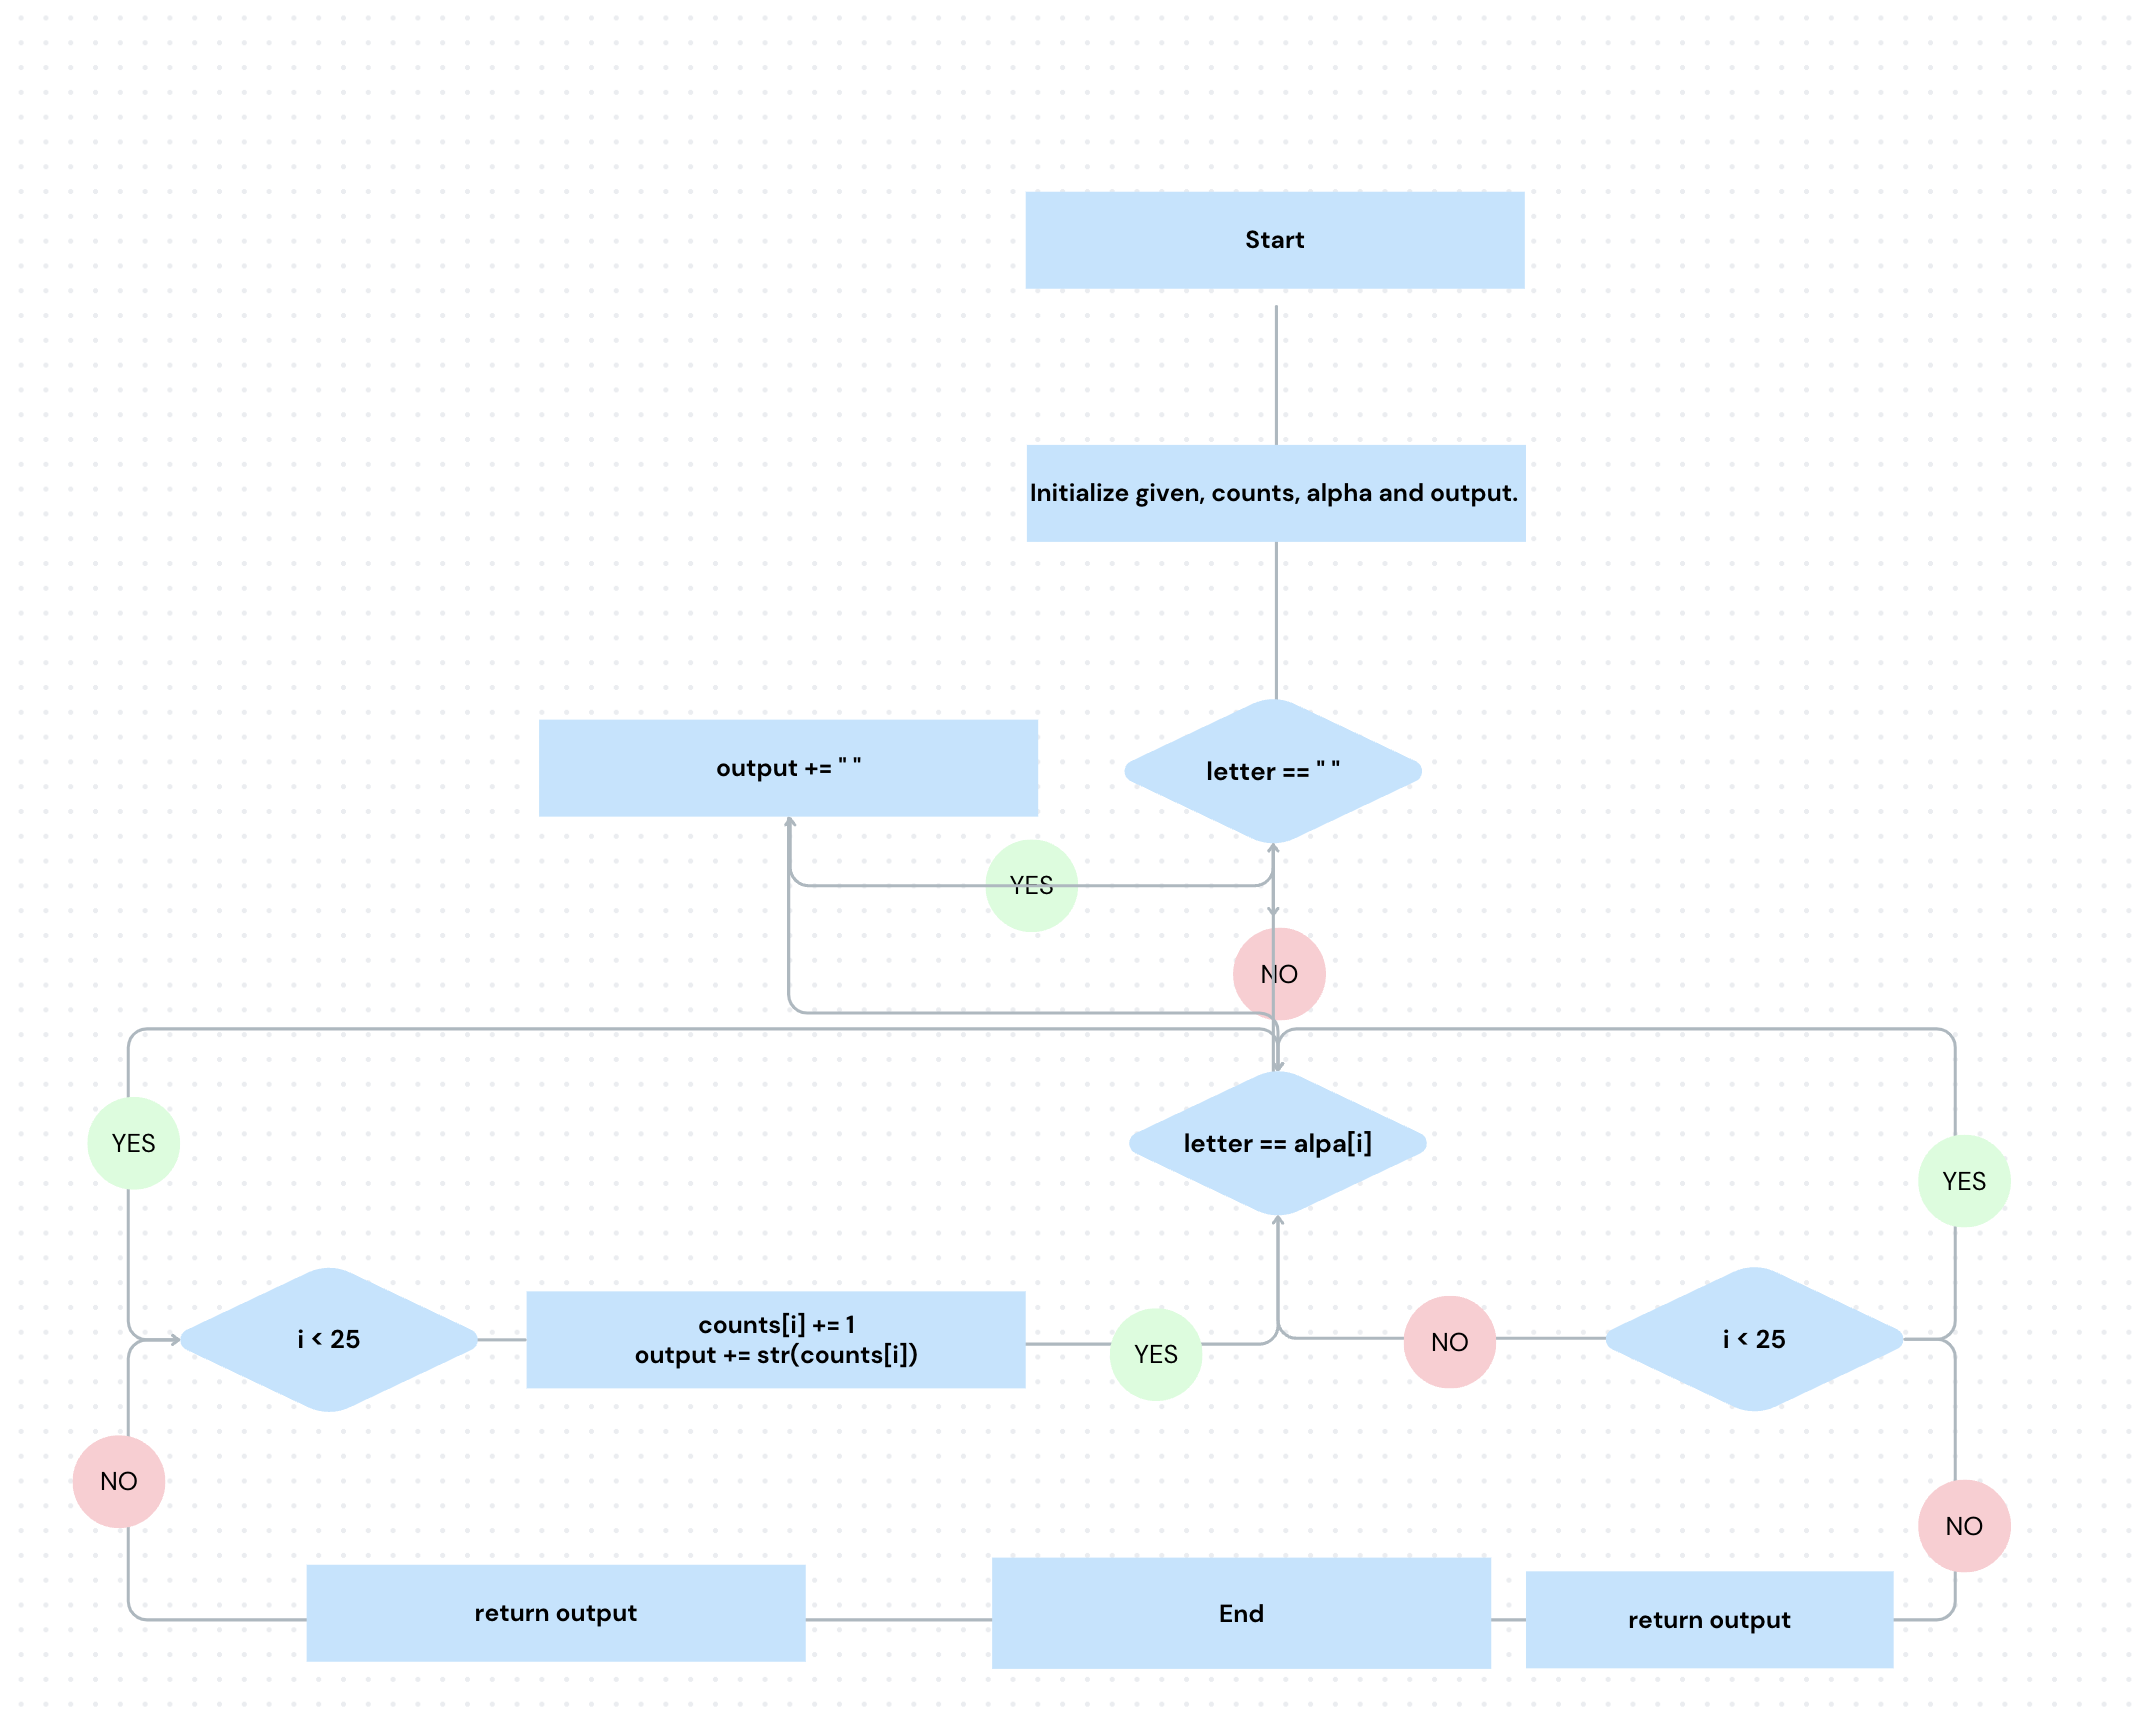 Start
Initialize given, counts, alpha and output.
output += " "
letter == " "
YES
NO
YES
letter == alpa[i]
YES
i < 25
counts[i] += 1
output += str(counts[i])
YES
NO
i < 25
NO
NO
return output
End
return output